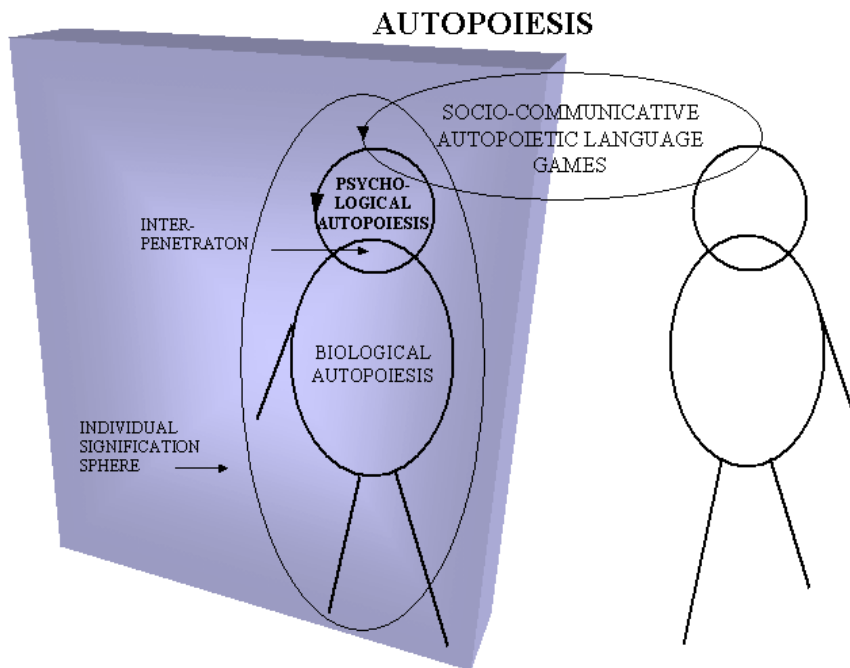 AUTOPOIESIS
SOCIO-COMMUNICATIVE
AUTOPOIETIC LANGUAGE
GAMES
PSYCHO-
LOGICAL
AUTOPOIESIS
INTER-
PENETRATON
BIOLOGICAL
AUTOPOIESIS
INDIVIDUAL
SIGNIFICATION
SPHERE